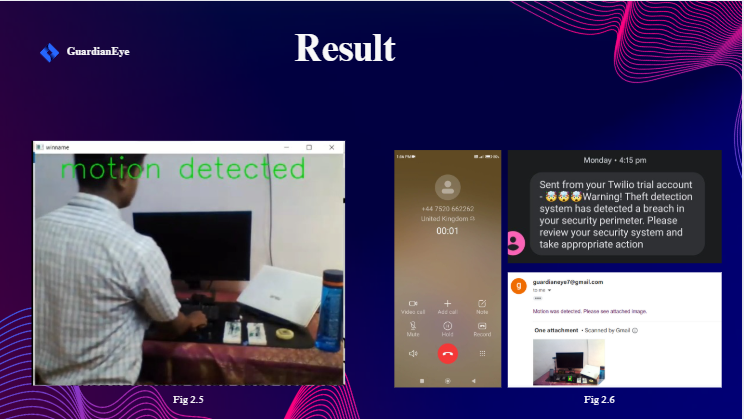 GuardianEye
Result
winname
motion detected
Fig 2.5
+44 7520 662262
United Kingdom
00:01
Video call
Add call
Note
Mute
Hold
Record
Monday • 4:15 pm
Sent from your Twilio trial account
- 🤯🤯🤯Warning! Theft detection
system has detected a breach in
your security perimeter. Please
review your security system and
take appropriate action
g
guardianeye7@gmail.com
to me
Motion was detected. Please see attached image.
One attachment • Scanned by Gmail
Fig 2.6